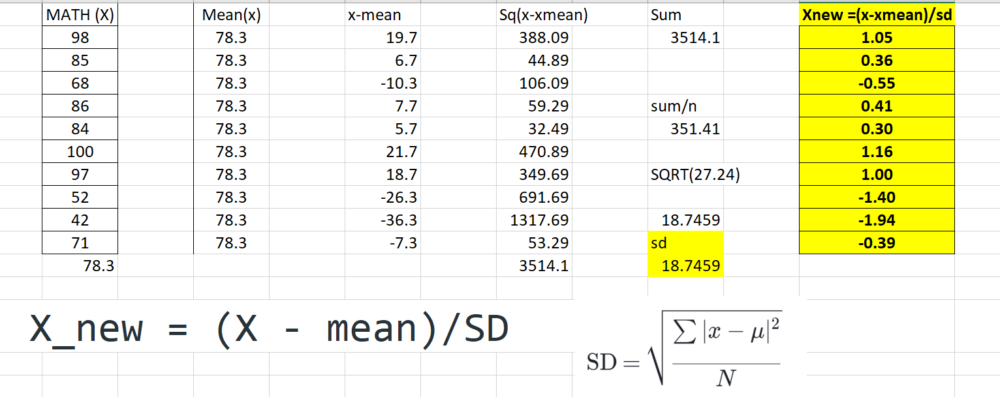 MATH (X) Mean(x) x-mean Sq(x-xmean) Sum Xnew =(x-xmean)/sd
98 78.3 19.7 388.09 3514.1 1.05
85 78.3 6.7 44.89 0.36
68 78.3 -10.3 106.09 -0.55
86 78.3 7.7 59.29 sum/n 0.41
84 78.3 5.7 32.49 351.41 0.30
100 78.3 21.7 470.89 1.16
97 78.3 18.7 349.69 SQRT(27.24) 1.00
52 78.3 -26.3 691.69 -1.40
42 78.3 -36.3 1317.69 18.7459 -1.94
71 78.3 -7.3 53.29 sd -0.39
78.3 3514.1 18.7459
X_new = (X - mean)/SD
SD = √(∑|x − μ|² / N)